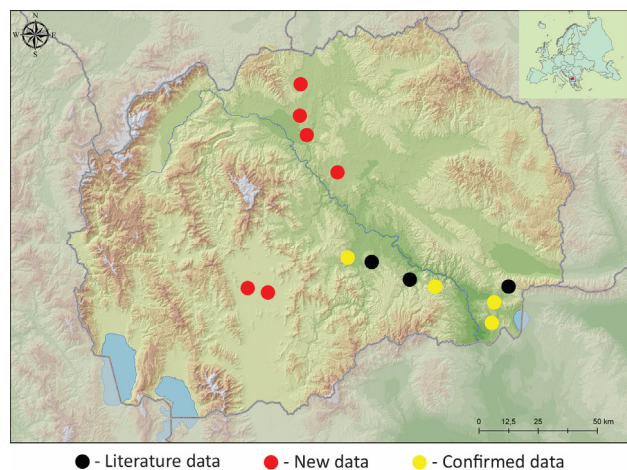 N
W E
S
0 12,5 25 50 km
- Literature data - New data - Confirmed data